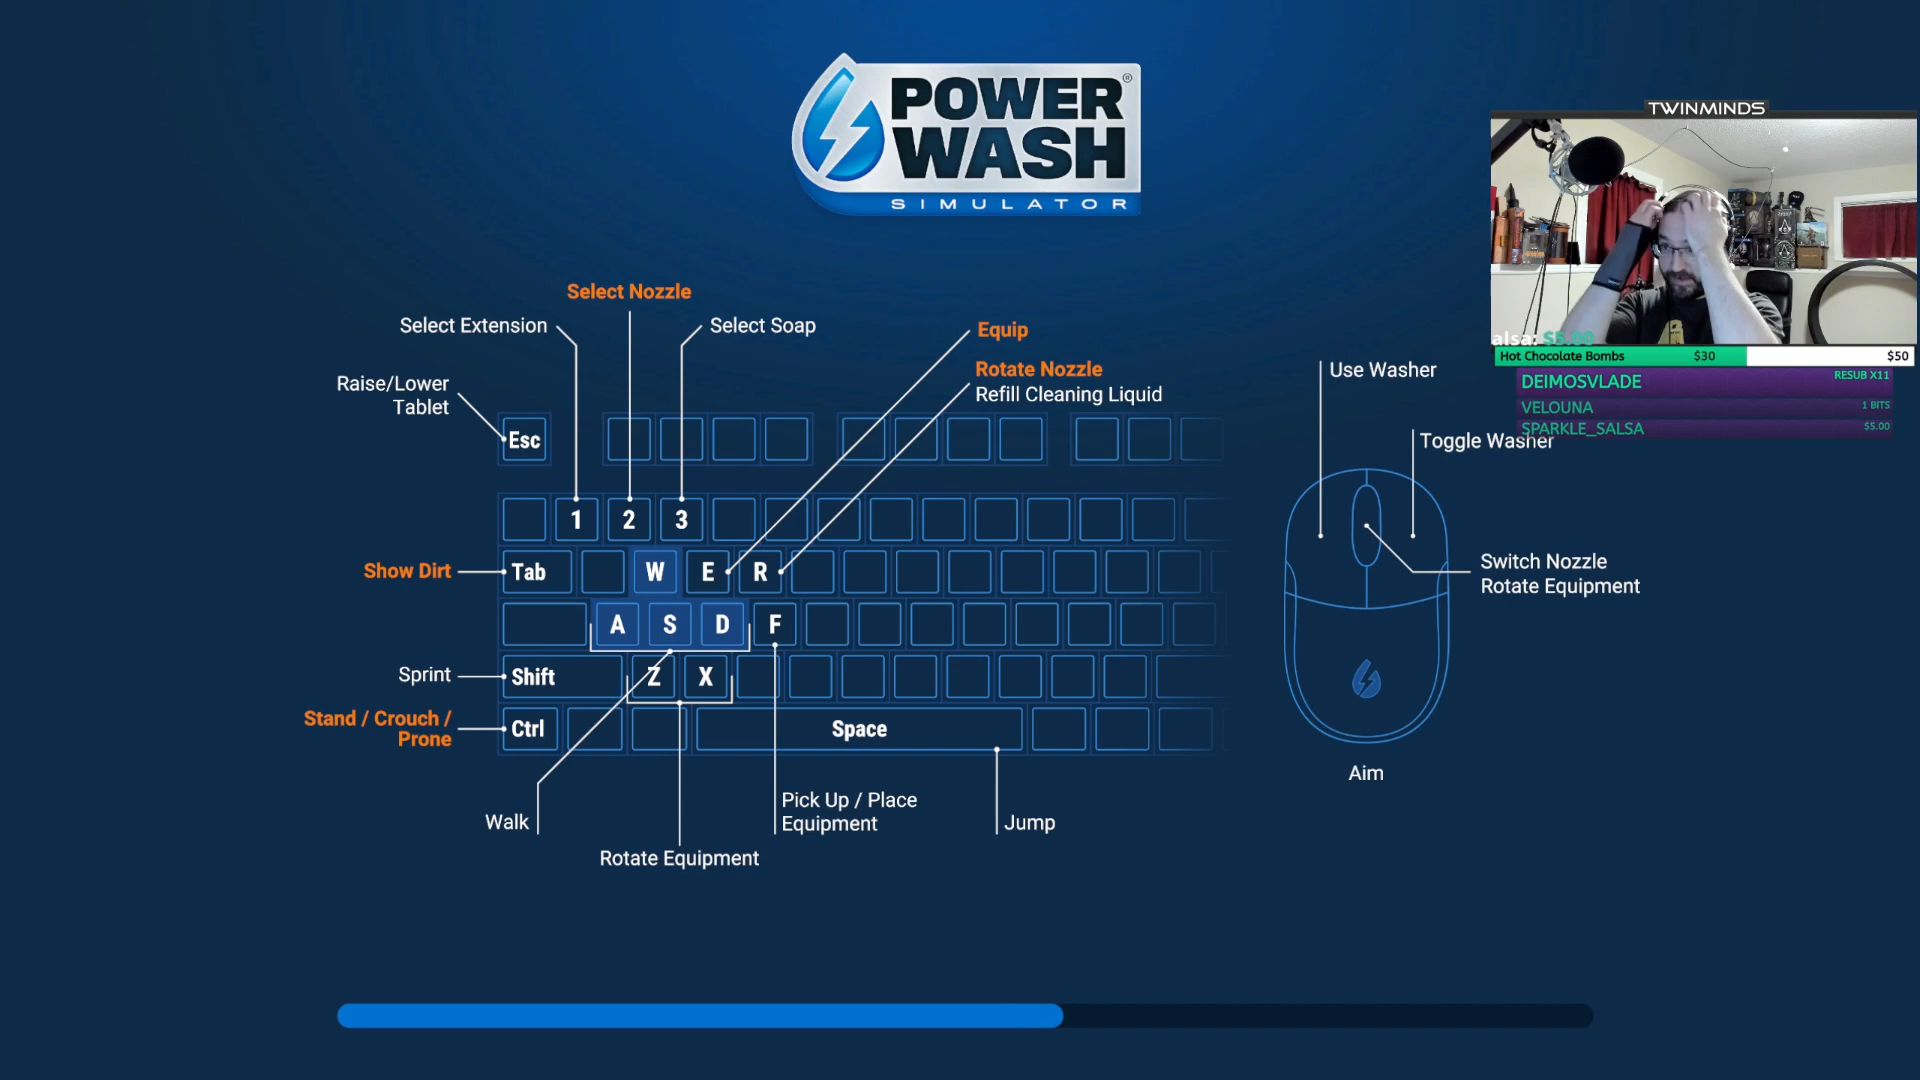 POWER®
WASH
SIMULATOR
TWINMINDS
alsa: $5.00
Hot Chocolate Bombs $30 $50
DEIMOSVLADE RESUB X11
VELOUNA 1 BITS
SPARKLE_SALSA $5.00
Select Nozzle
Select Extension
Select Soap
Equip
Rotate Nozzle
Refill Cleaning Liquid
Raise/Lower
Tablet
Use Washer
Toggle Washer
Esc
1 2 3
Show Dirt
Tab W E R
Switch Nozzle
Rotate Equipment
A S D F
Sprint
Shift Z X
Stand / Crouch /
Prone
Ctrl Space
Aim
Walk
Pick Up / Place
Equipment
Jump
Rotate Equipment